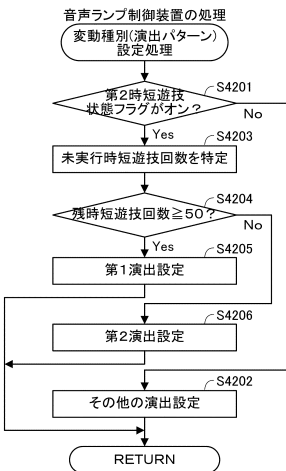 音声ランプ制御装置の処理
変動種別(演出パターン)
設定処理
S4201
第2時短遊技
状態フラグがオン?
No
Yes
S4203
未実行時短遊技回数を特定
S4204
残時短遊技回数≧50?
No
Yes
S4205
第1演出設定
S4206
第2演出設定
S4202
その他の演出設定
RETURN